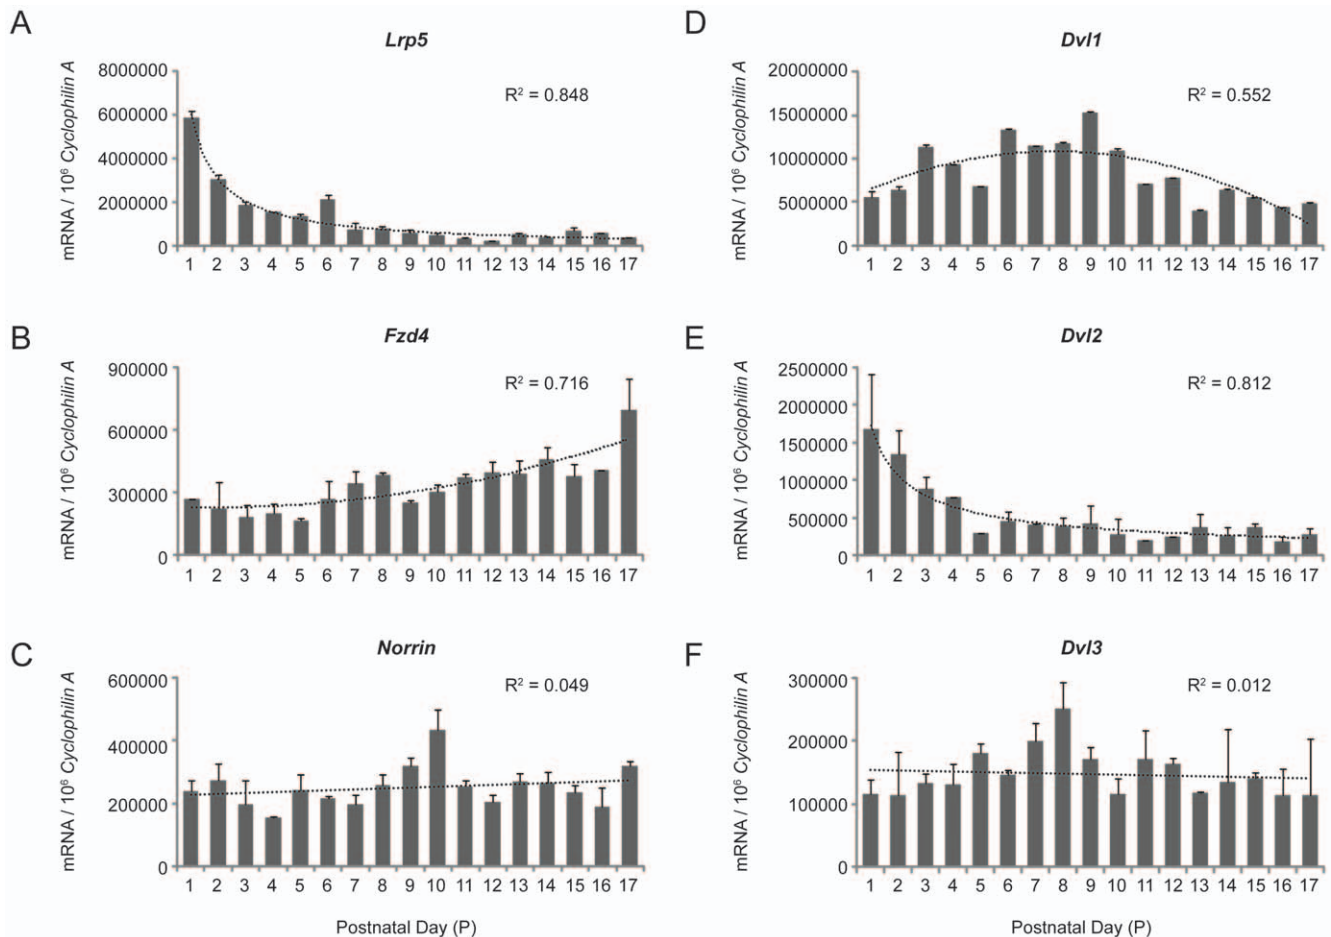 A
Lrp5
mRNA / 10⁶ Cyclophilin A
8000000
6000000
4000000
2000000
0
R² = 0.848
1 2 3 4 5 6 7 8 9 10 11 12 13 14 15 16 17
B
Fzd4
mRNA / 10⁶ Cyclophilin A
900000
600000
300000
0
R² = 0.716
1 2 3 4 5 6 7 8 9 10 11 12 13 14 15 16 17
C
Norrin
mRNA / 10⁶ Cyclophilin A
600000
400000
200000
0
R² = 0.049
1 2 3 4 5 6 7 8 9 10 11 12 13 14 15 16 17
Postnatal Day (P)
D
Dvl1
mRNA / 10⁶ Cyclophilin A
20000000
15000000
10000000
5000000
0
R² = 0.552
1 2 3 4 5 6 7 8 9 10 11 12 13 14 15 16 17
E
Dvl2
mRNA / 10⁶ Cyclophilin A
2500000
2000000
1500000
1000000
500000
0
R² = 0.812
1 2 3 4 5 6 7 8 9 10 11 12 13 14 15 16 17
F
Dvl3
mRNA / 10⁶ Cyclophilin A
300000
200000
100000
0
R² = 0.012
1 2 3 4 5 6 7 8 9 10 11 12 13 14 15 16 17
Postnatal Day (P)